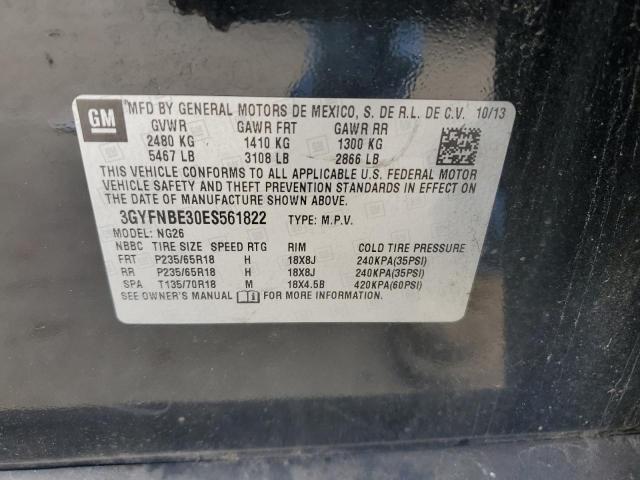 GM MFD BY GENERAL MOTORS DE MEXICO, S. DE R.L. DE C.V. 10/13
GVWR GAWR FRT GAWR RR
2480 KG 1410 KG 1300 KG
5467 LB 3108 LB 2866 LB
THIS VEHICLE CONFORMS TO ALL APPLICABLE U.S. FEDERAL MOTOR
VEHICLE SAFETY AND THEFT PREVENTION STANDARDS IN EFFECT ON
THE DATE OF MANUFACTURE SHOWN ABOVE.
3GYFNBE30ES561822 TYPE: M.P.V.
MODEL: NG26
NBBC TIRE SIZE SPEED RTG RIM COLD TIRE PRESSURE
FRT P235/65R18 H 18X8J 240KPA(35PSI)
RR P235/65R18 H 18X8J 240KPA(35PSI)
SPA T135/70R18 M 18X4.5B 420KPA(60PSI)
SEE OWNER'S MANUAL FOR MORE INFORMATION.